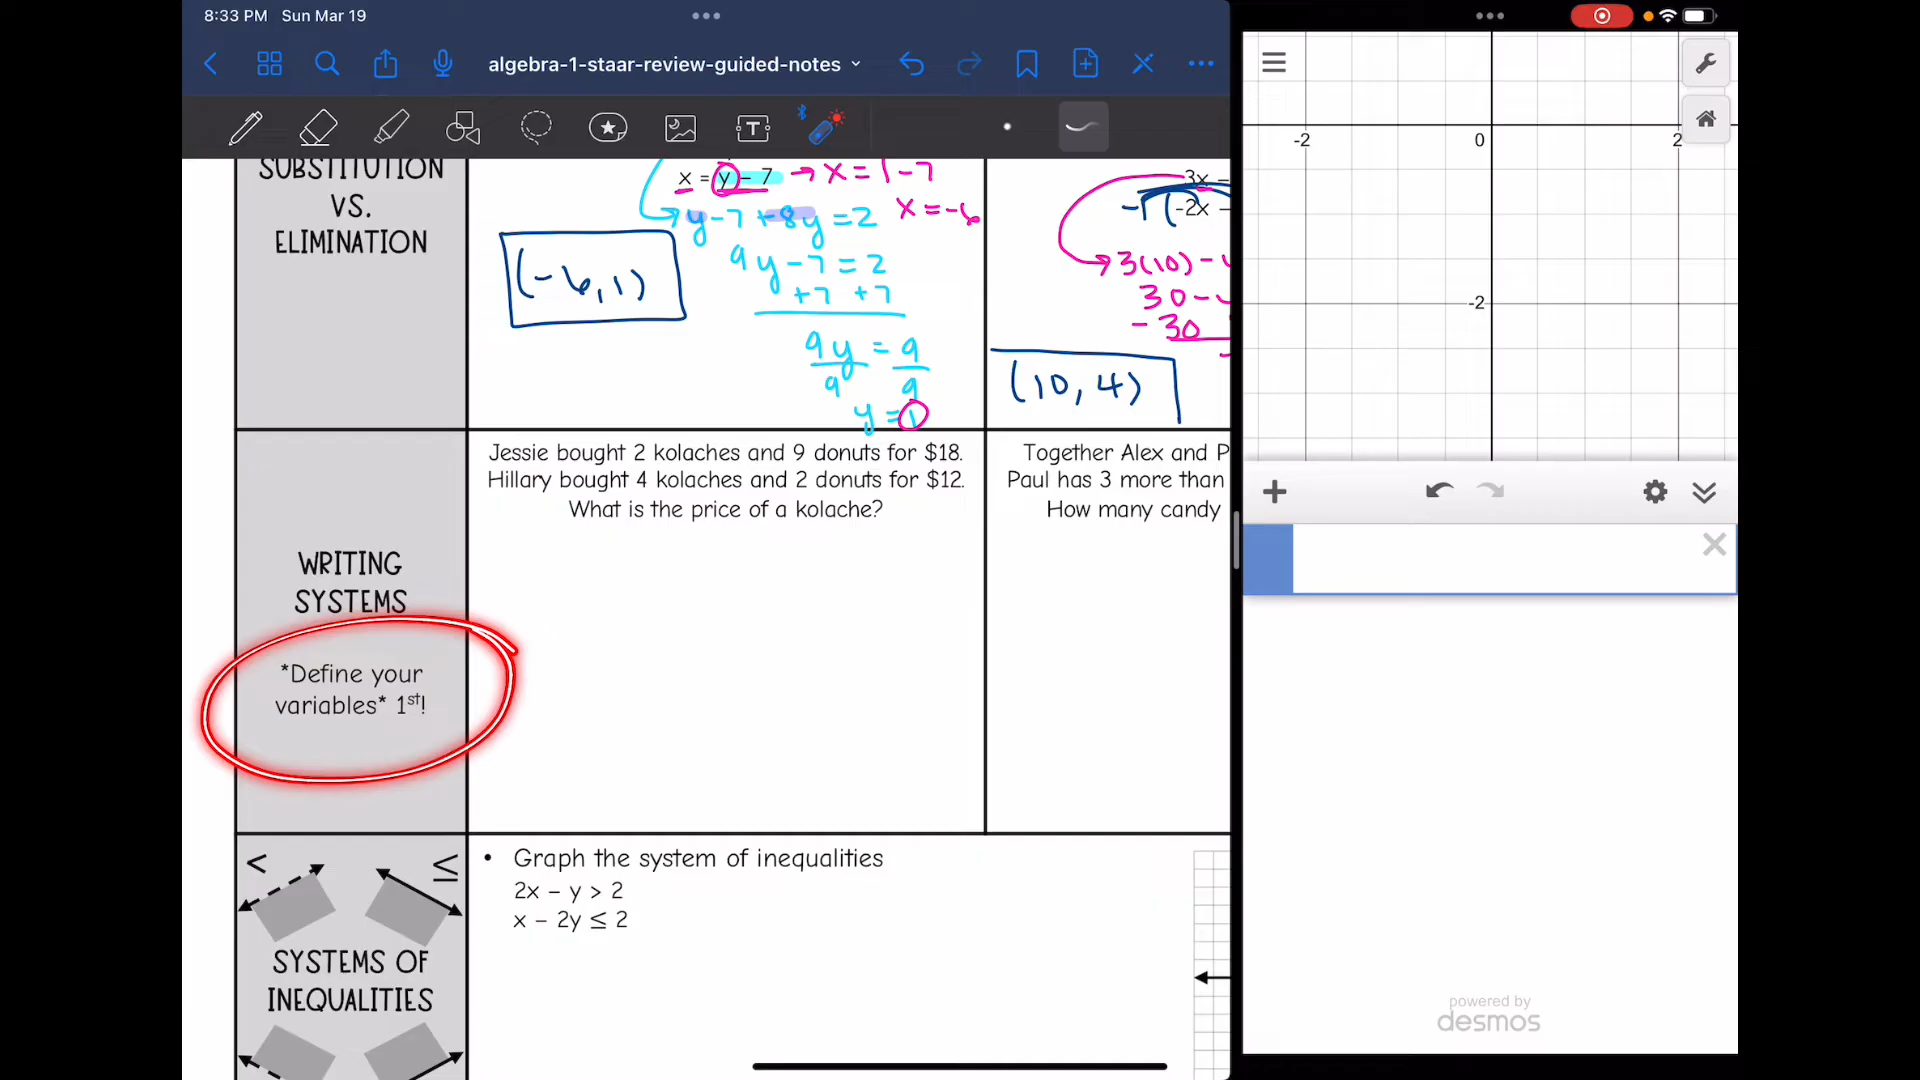 8:33 PM Sun Mar 19
algebra-1-staar-review-guided-notes
SUBSTITUTION
VS.
ELIMINATION
x = y - 7 → x = 1 - 7
x = -6
y - 7 + 8y = 2
9y - 7 = 2
+7 +7
9y = 9
9 9
y = 1
(-6, 1)
3x -
-1(-2x -
3(10) -
30 -
- 30
(10, 4)
WRITING
SYSTEMS
*Define your
variables* 1st!
Jessie bought 2 kolaches and 9 donuts for $18.
Hillary bought 4 kolaches and 2 donuts for $12.
What is the price of a kolache?
Together Alex and P
Paul has 3 more than
How many candy
< ≤
SYSTEMS OF
INEQUALITIES
• Graph the system of inequalities
2x - y > 2
x - 2y ≤ 2
-2 0 2
-2
powered by
desmos